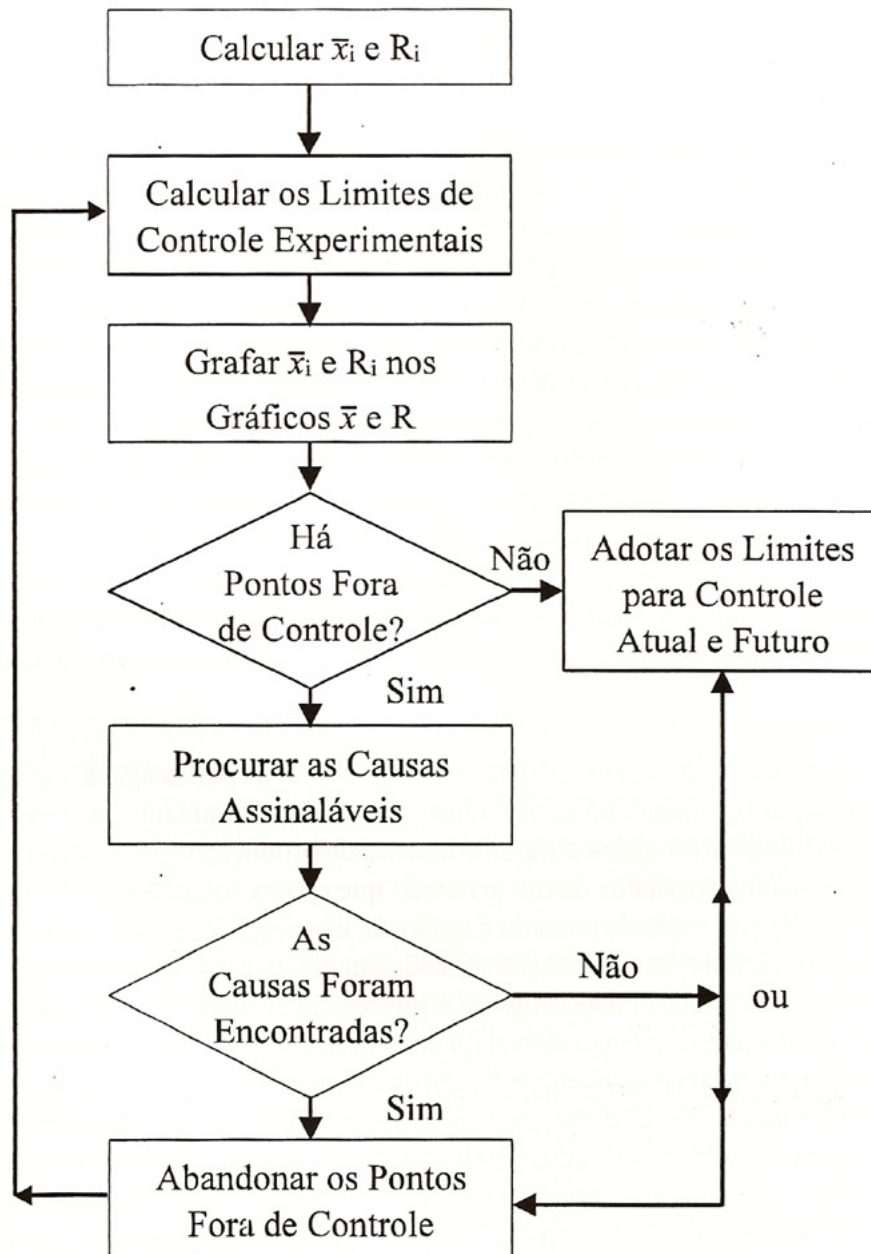 Calcular x̅i e Ri
Calcular os Limites de
Controle Experimentais
Grafar x̅i e Ri nos
Gráficos x̅ e R
Há
Pontos Fora
de Controle?
Não
Adotar os Limites
para Controle
Atual e Futuro
Sim
Procurar as Causas
Assinaláveis
As
Causas Foram
Encontradas?
Não
ou
Sim
Abandonar os Pontos
Fora de Controle